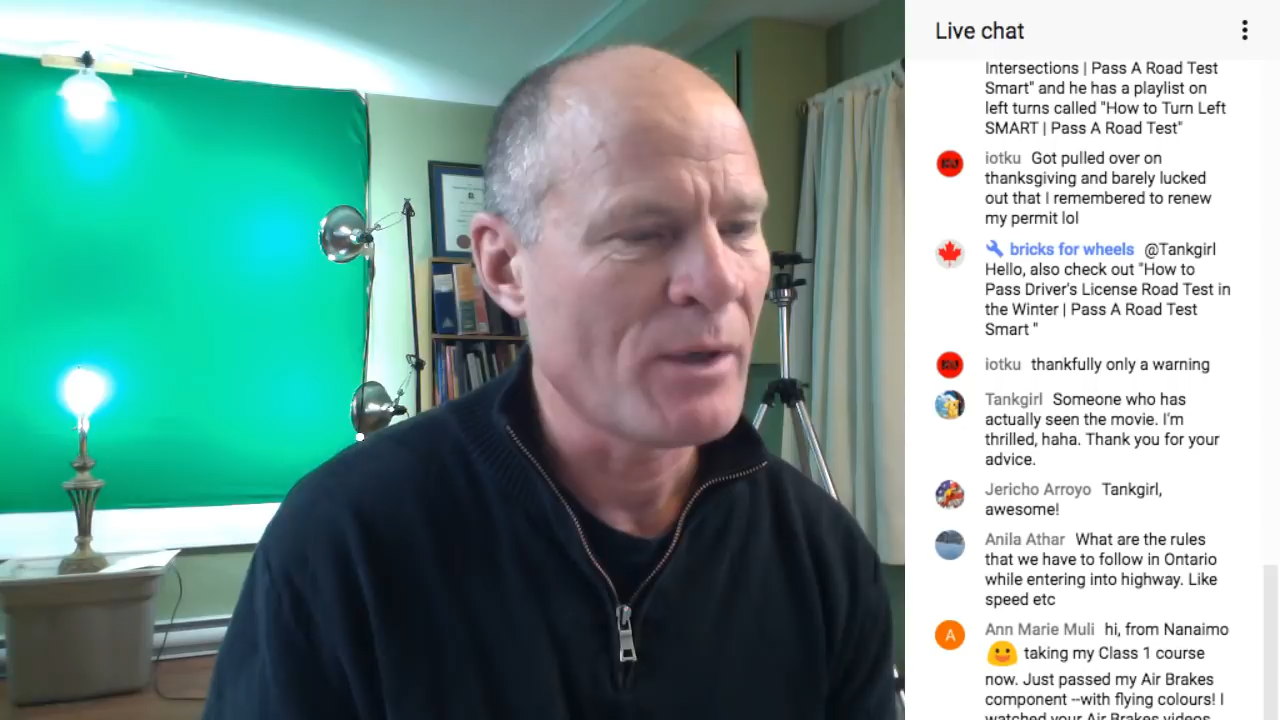 Live chat
Intersections | Pass A Road Test
Smart" and he has a playlist on
left turns called "How to Turn Left
SMART | Pass A Road Test"
iotku Got pulled over on
thanksgiving and barely lucked
out that I remembered to renew
my permit lol
bricks for wheels @Tankgirl
Hello, also check out "How to
Pass Driver's License Road Test in
the Winter | Pass A Road Test
Smart "
iotku thankfully only a warning
Tankgirl Someone who has
actually seen the movie. I'm
thrilled, haha. Thank you for your
advice.
Jericho Arroyo Tankgirl,
awesome!
Anila Athar What are the rules
that we have to follow in Ontario
while entering into highway. Like
speed etc
A
Ann Marie Muli hi, from Nanaimo
taking my Class 1 course
now. Just passed my Air Brakes
component --with flying colours! I
watched your Air Brakes videos